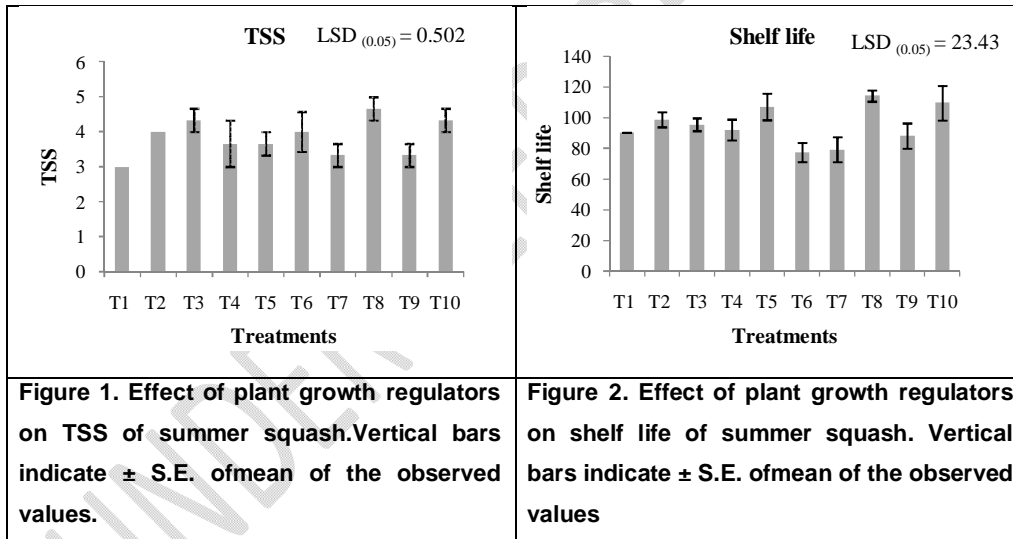 TSS LSD (0.05) = 0.502
6
5
4
3
2
1
0
TSS
T1 T2 T3 T4 T5 T6 T7 T8 T9 T10
Treatments
Shelf life LSD (0.05) = 23.43
140
120
100
80
60
40
20
0
Shelf life
T1 T2 T3 T4 T5 T6 T7 T8 T9 T10
Treatments
Figure 1. Effect of plant growth regulators
on TSS of summer squash.Vertical bars
indicate ± S.E. ofmean of the observed
values.
Figure 2. Effect of plant growth regulators
on shelf life of summer squash. Vertical
bars indicate ± S.E. ofmean of the observed
values